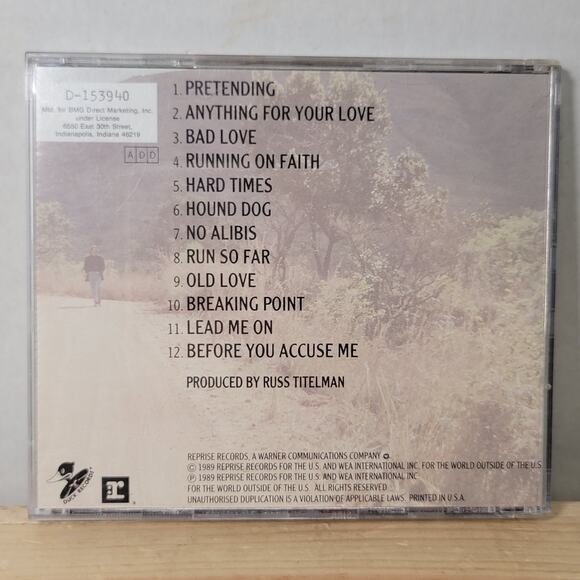 D-153940
Mfd. for BMG Direct Marketing, Inc.
under License
6550 East 30th Street,
Indianapolis, Indiana 46219
ADD
1. PRETENDING
2. ANYTHING FOR YOUR LOVE
3. BAD LOVE
4. RUNNING ON FAITH
5. HARD TIMES
6. HOUND DOG
7. NO ALIBIS
8. RUN SO FAR
9. OLD LOVE
10. BREAKING POINT
11. LEAD ME ON
12. BEFORE YOU ACCUSE ME
PRODUCED BY RUSS TITELMAN
REPRISE RECORDS, A WARNER COMMUNICATIONS COMPANY
© 1989 REPRISE RECORDS FOR THE U.S. AND WEA INTERNATIONAL INC. FOR THE WORLD OUTSIDE OF THE U.S.
℗ 1989 REPRISE RECORDS FOR THE U.S. AND WEA INTERNATIONAL INC
FOR THE WORLD OUTSIDE OF THE U.S. ALL RIGHTS RESERVED
UNAUTHORISED DUPLICATION IS A VIOLATION OF APPLICABLE LAWS. PRINTED IN U.S.A.
DUCK RECORDS
r